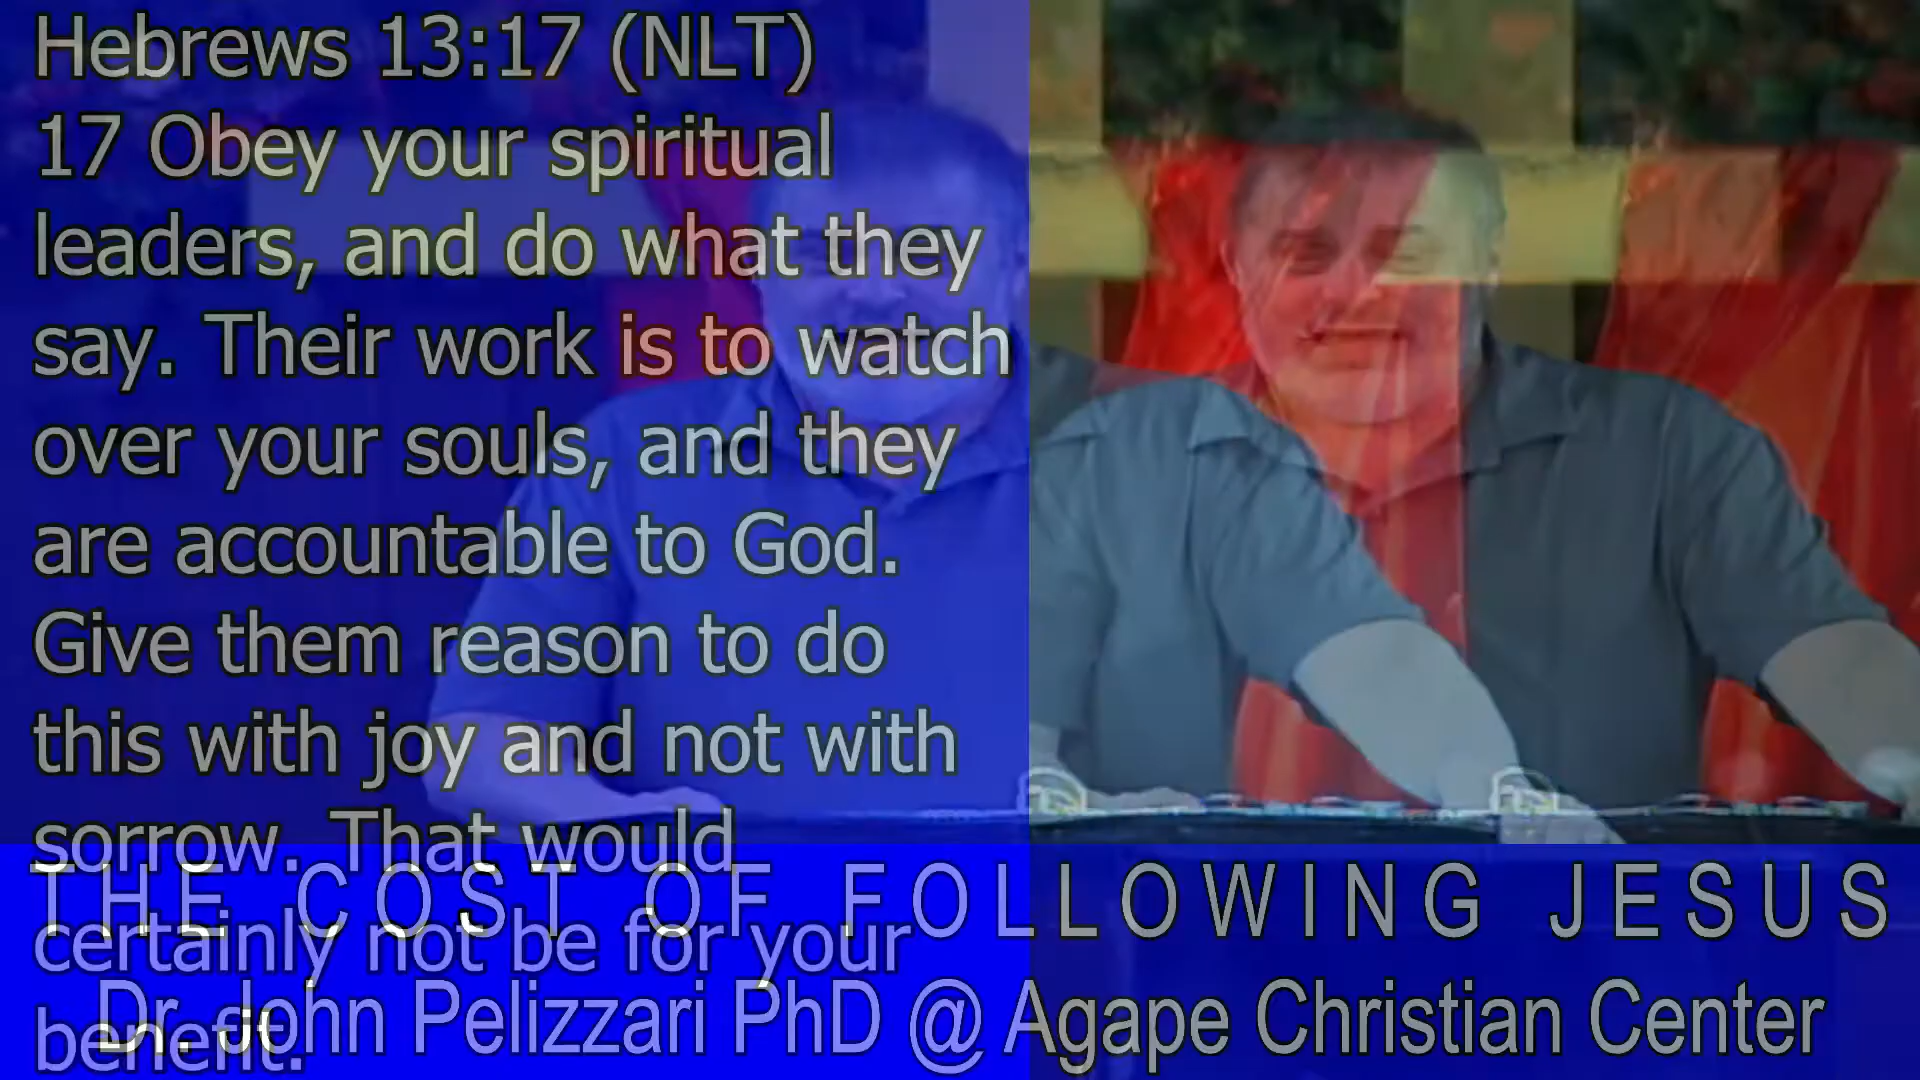 Hebrews 13:17 (NLT)
17 Obey your spiritual
leaders, and do what they
say. Their work is to watch
over your souls, and they
are accountable to God.
Give them reason to do
this with joy and not with
sorrow. That would
certainly not be for your
benefit.
THE COST OF FOLLOWING JESUS
Dr. John Pelizzari PhD @ Agape Christian Center